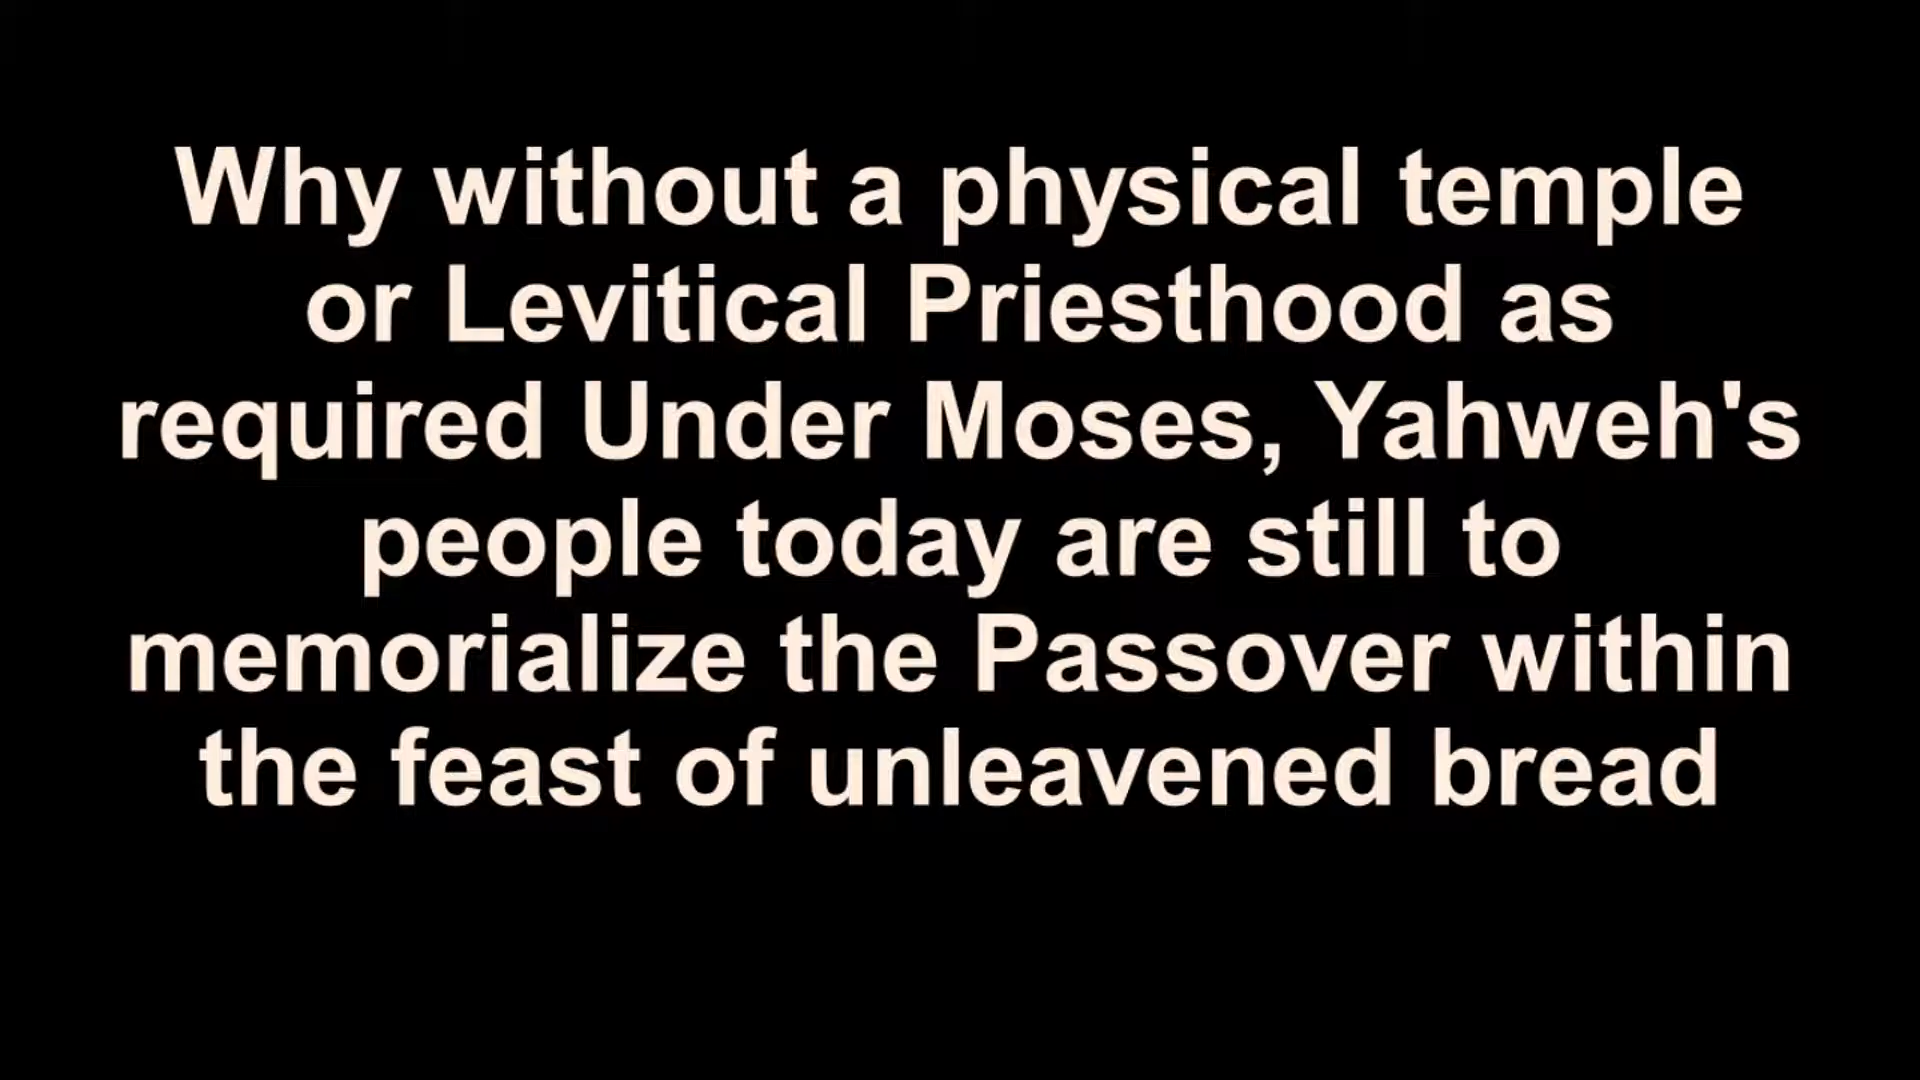 Why without a physical temple
or Levitical Priesthood as
required Under Moses, Yahweh's
people today are still to
memorialize the Passover within
the feast of unleavened bread